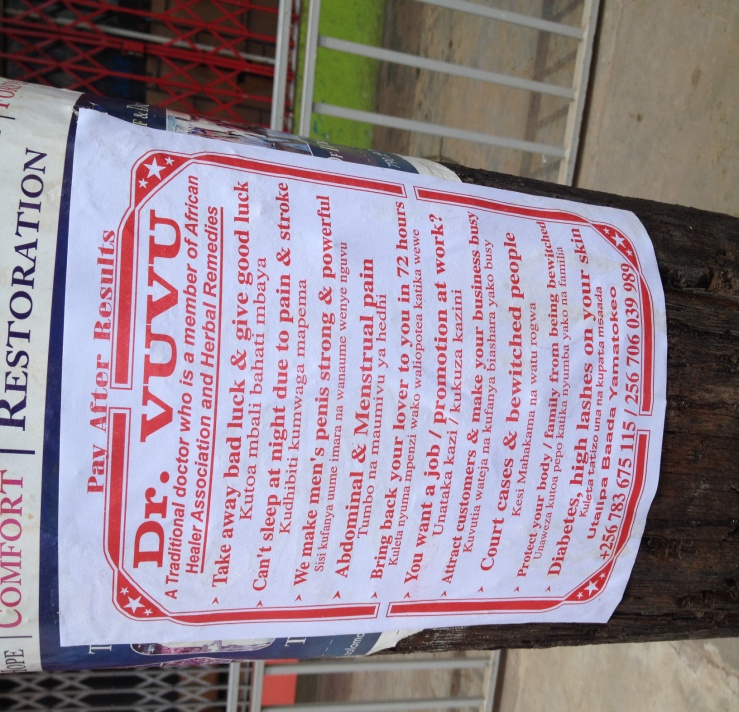 COMFORT | RESTORATION
Pay After Results
Dr. VUVU
A Traditional doctor who is a member of African
Healer Association and Herbal Remedies
➢ Take away bad luck & give good luck
Kutoa mbali bahati mbaya
➢ Can't sleep at night due to pain & stroke
Kudhibiti kumwaga mapema
➢ We make men's penis strong & powerful
Sisi kufanya uume imara na wanaume wenye nguvu
➢ Abdominal & Menstrual pain
Tumbo na maumivu ya hedhi
➢ Bring back your lover to you in 72 hours
Kuleta nyuma mpenzi wako waliopotea katika wewe
➢ You want a job / promotion at work?
Unataka kazi / kukuza kazini
➢ Attract customers & make your business busy
Kuvutia wateja na kufanya biashara yako busy
➢ Court cases & bewitched people
Kesi Mahakama na watu rogwa
➢ Protect your body / family from being bewitched
Unaweza kutoa pepo katika nyumba yako na familia
➢ Diabetes, high lashes on your skin
Kuleta tatizo una na kupata msaada
Utalipa Baada Yamatokeo
+256 783 675 115 / 256 706 039 989